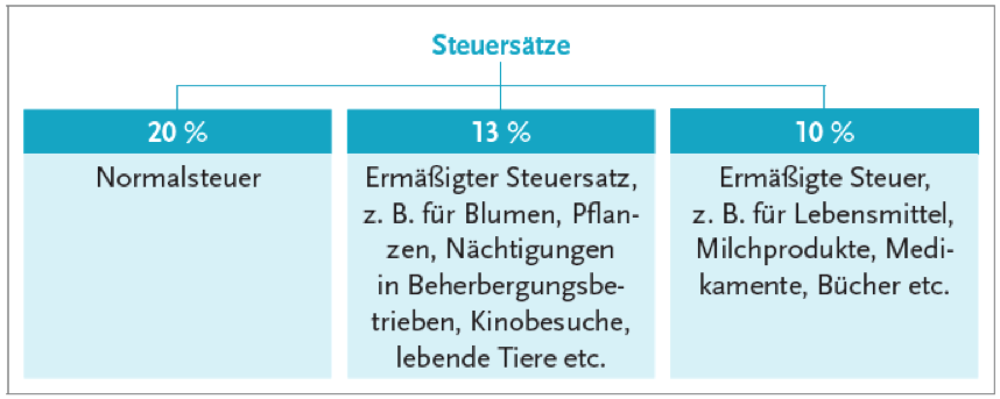 Steuersätze
20 %
Normalsteuer
13 %
Ermäßigter Steuersatz,
z. B. für Blumen, Pflan-
zen, Nächtigungen
in Beherbergungsbe-
trieben, Kinobesuche,
lebende Tiere etc.
10 %
Ermäßigte Steuer,
z. B. für Lebensmittel,
Milchprodukte, Medi-
kamente, Bücher etc.